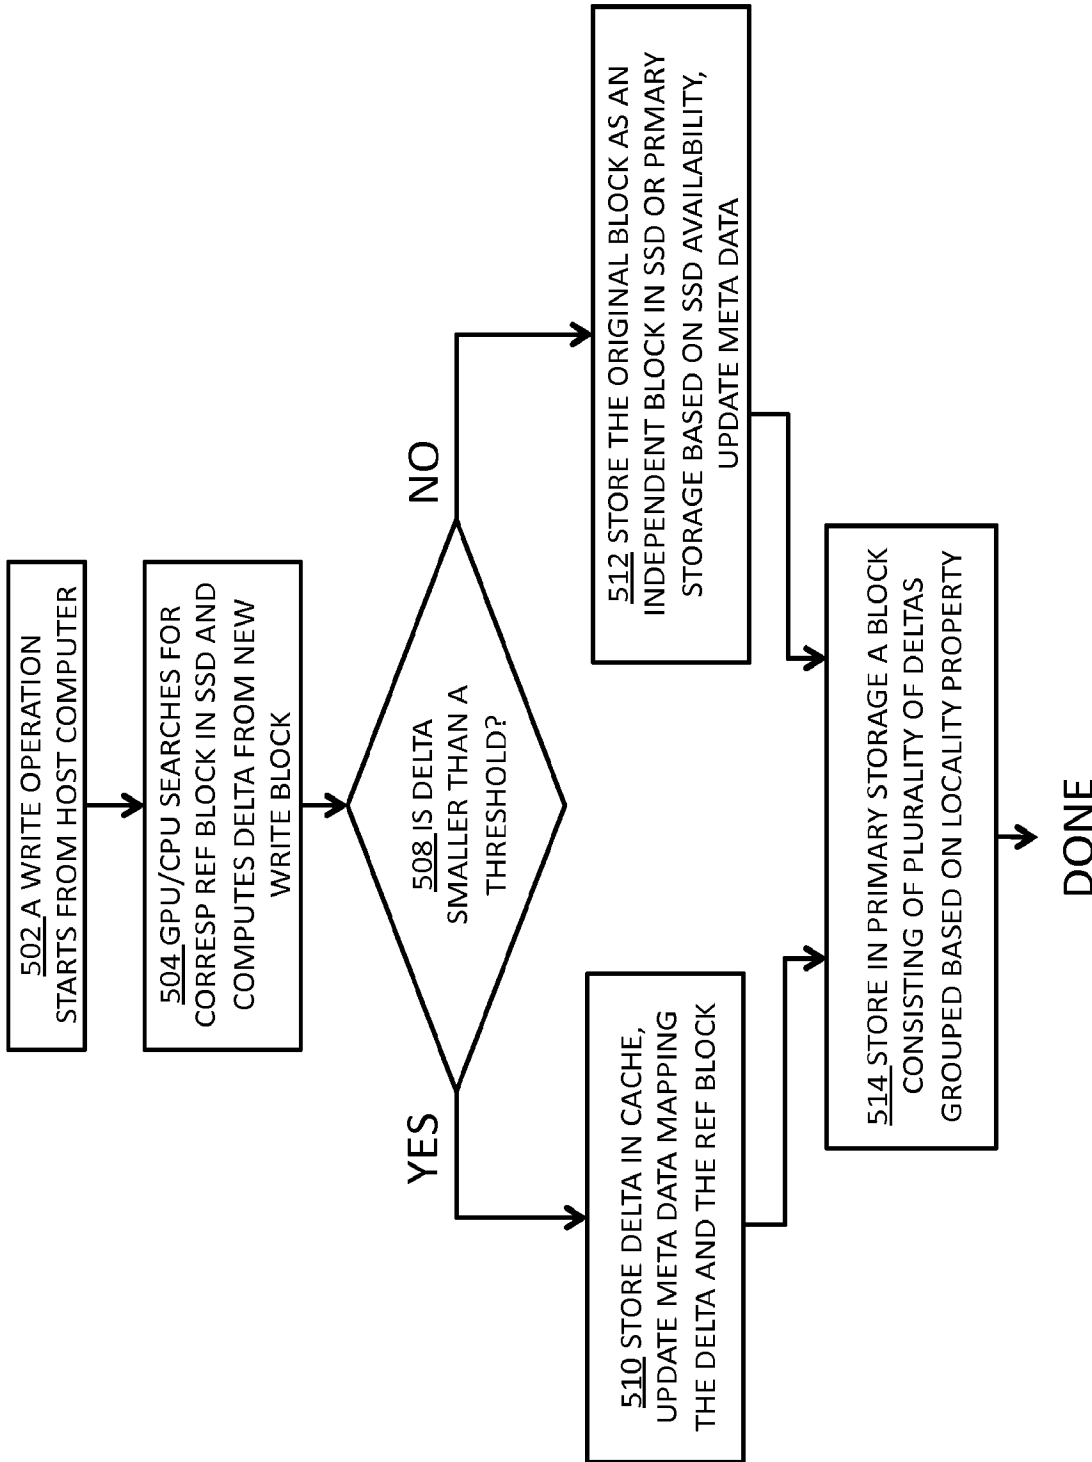 502 A WRITE OPERATION
STARTS FROM HOST COMPUTER
504 GPU/CPU SEARCHES FOR
CORRESP REF BLOCK IN SSD AND
COMPUTES DELTA FROM NEW
WRITE BLOCK
508 IS DELTA
SMALLER THAN A
THRESHOLD?
YES
NO
510 STORE DELTA IN CACHE,
UPDATE META DATA MAPPING
THE DELTA AND THE REF BLOCK
512 STORE THE ORIGINAL BLOCK AS AN
INDEPENDENT BLOCK IN SSD OR PRMARY
STORAGE BASED ON SSD AVAILABILITY,
UPDATE META DATA
514 STORE IN PRIMARY STORAGE A BLOCK
CONSISTING OF PLURALITY OF DELTAS
GROUPED BASED ON LOCALITY PROPERTY
DONE